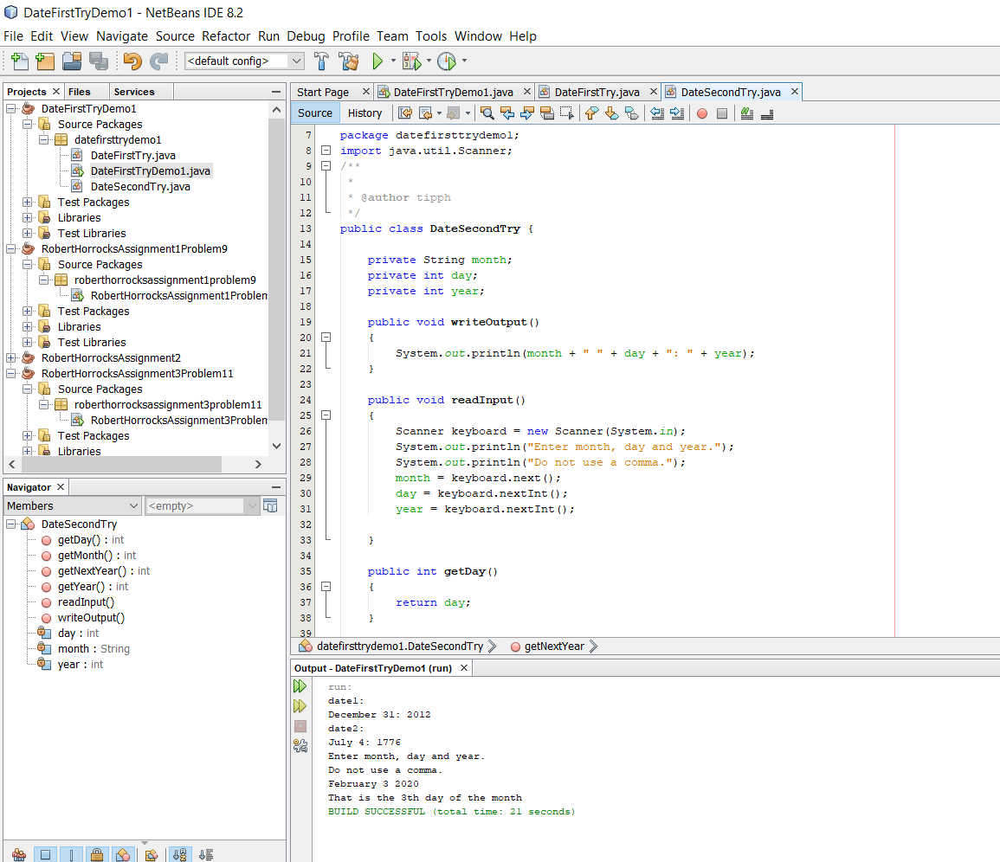 DateFirstTryDemo1 - NetBeans IDE 8.2
File Edit View Navigate Source Refactor Run Debug Profile Team Tools Window Help
<default config>
Projects Files Services
DateFirstTryDemo1
Source Packages
datefirsttrydemo1
DateFirstTry.java
DateFirstTryDemo1.java
DateSecondTry.java
Test Packages
Libraries
Test Libraries
RobertHorrocksAssignment1Problem9
Source Packages
roberthorrocksassignment1problem9
RobertHorrocksAssignment1Problem
Test Packages
Libraries
Test Libraries
RobertHorrocksAssignment2
RobertHorrocksAssignment3Problem11
Source Packages
roberthorrocksassignment3problem11
RobertHorrocksAssignment3Problem
Test Packages
Libraries
Navigator
Members <empty>
DateSecondTry
getDay() : int
getMonth() : int
getNextYear() : int
getYear() : int
readInput()
writeOutput()
day : int
month : String
year : int
Start Page DateFirstTryDemo1.java DateFirstTry.java DateSecondTry.java
Source History
7 package datefirsttrydemo1;
8 import java.util.Scanner;
9 /**
10 *
11 * @author tipph
12 */
13 public class DateSecondTry {
14
15 private String month;
16 private int day;
17 private int year;
18
19 public void writeOutput()
20 {
21 System.out.println(month + " " + day + ": " + year);
22 }
23
24 public void readInput()
25 {
26 Scanner keyboard = new Scanner(System.in);
27 System.out.println("Enter month, day and year.");
28 System.out.println("Do not use a comma.");
29 month = keyboard.next();
30 day = keyboard.nextInt();
31 year = keyboard.nextInt();
32
33 }
34
35 public int getDay()
36 {
37 return day;
38 }
39
datefirsttrydemo1.DateSecondTry getNextYear
Output - DateFirstTryDemo1 (run)
run:
date1:
December 31: 2012
date2:
July 4: 1776
Enter month, day and year.
Do not use a comma.
February 3 2020
That is the 3th day of the month
BUILD SUCCESSFUL (total time: 21 seconds)